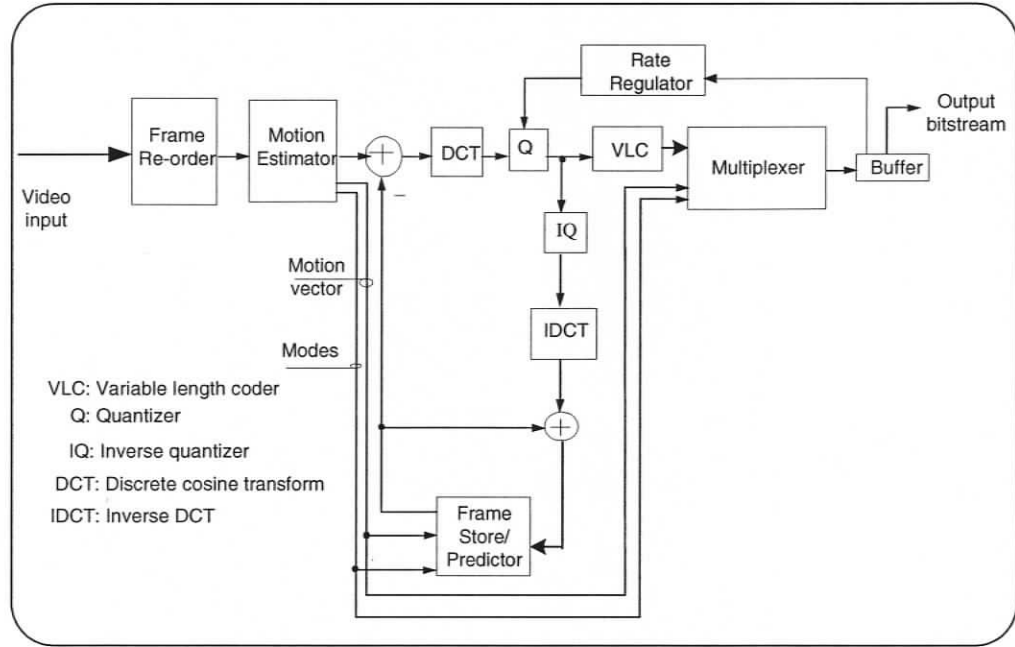 Rate
Regulator
Output
bitstream
Frame
Re-order
Motion
Estimator
+
DCT
Q
VLC
Multiplexer
Buffer
Video
input
−
IQ
Motion
vector
IDCT
Modes
VLC: Variable length coder
Q: Quantizer
IQ: Inverse quantizer
DCT: Discrete cosine transform
IDCT: Inverse DCT
+
Frame
Store/
Predictor